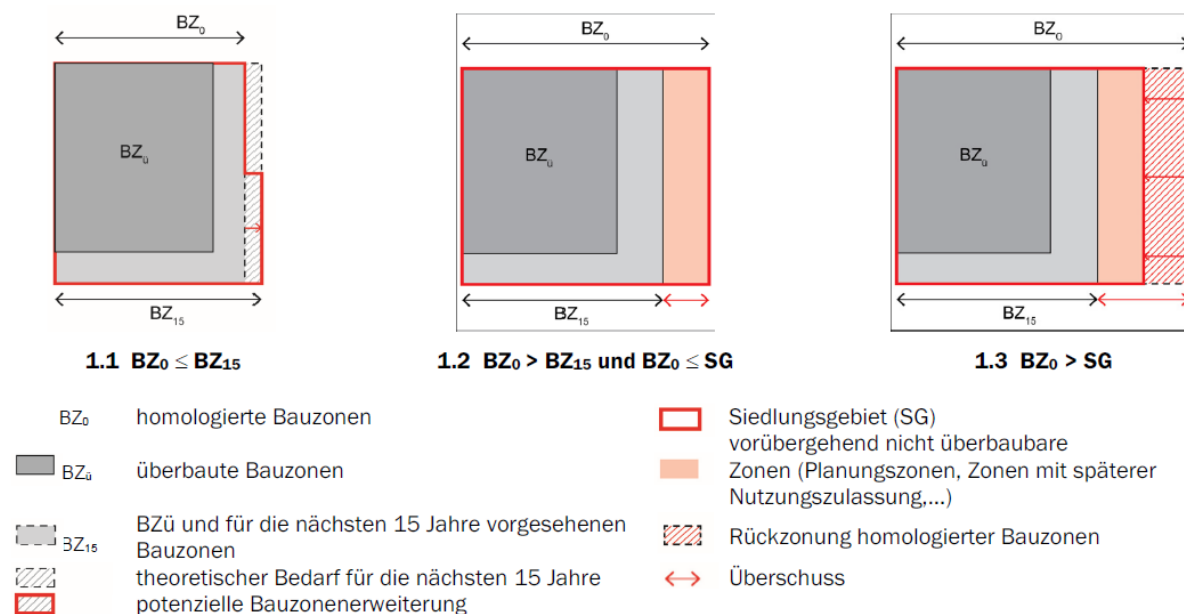 BZ₀
BZ₀
BZ₀
BZü
BZü
BZü
BZ₁₅
BZ₁₅
BZ₁₅
1.1 BZ₀ ≤ BZ₁₅
1.2 BZ₀ > BZ₁₅ und BZ₀ ≤ SG
1.3 BZ₀ > SG
BZ₀ homologierte Bauzonen
BZü überbaute Bauzonen
BZ₁₅ BZü und für die nächsten 15 Jahre vorgesehenen
Bauzonen
theoretischer Bedarf für die nächsten 15 Jahre
potenzielle Bauzonenerweiterung
Siedlungsgebiet (SG)
vorübergehend nicht überbaubare
Zonen (Planungszonen, Zonen mit späterer
Nutzungszulassung,...)
Rückzonung homologierter Bauzonen
Überschuss